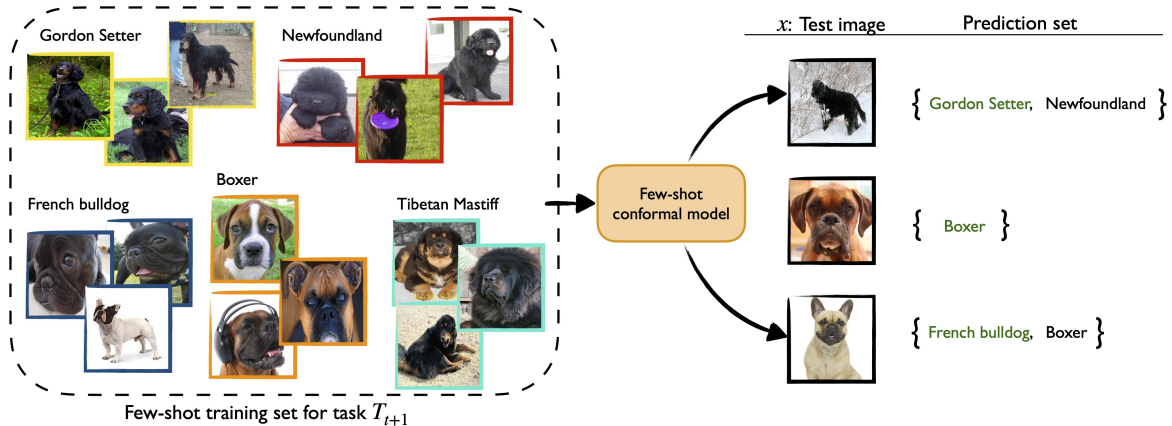 Gordon Setter
Newfoundland
French bulldog
Boxer
Tibetan Mastiff
Few-shot training set for task T_{t+1}
Few-shot
conformal model
x: Test image
Prediction set
{ Gordon Setter, Newfoundland }
{ Boxer }
{ French bulldog, Boxer }